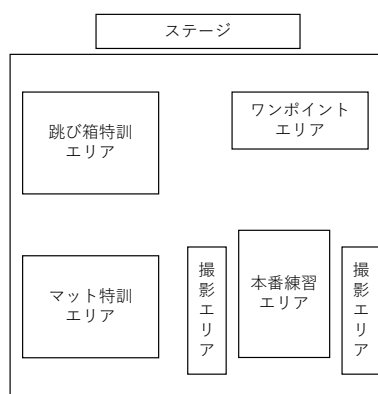 ステージ
跳び箱特訓
エリア
ワンポイント
エリア
マット特訓
エリア
撮影エリア
本番練習
エリア
撮影エリア